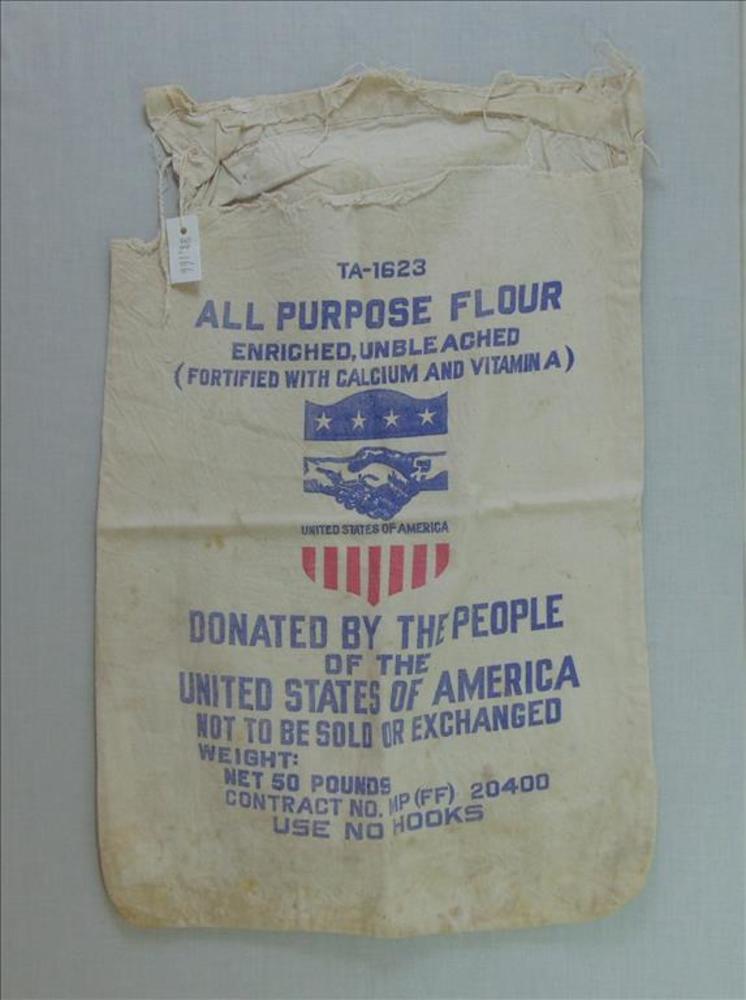 TA-1623
ALL PURPOSE FLOUR
ENRICHED, UNBLEACHED
(FORTIFIED WITH CALCIUM AND VITAMIN A)
UNITED STATES OF AMERICA
DONATED BY THE PEOPLE
OF THE
UNITED STATES OF AMERICA
NOT TO BE SOLD OR EXCHANGED
WEIGHT:
NET 50 POUNDS
CONTRACT NO. MP (FF) 20400
USE NO HOOKS